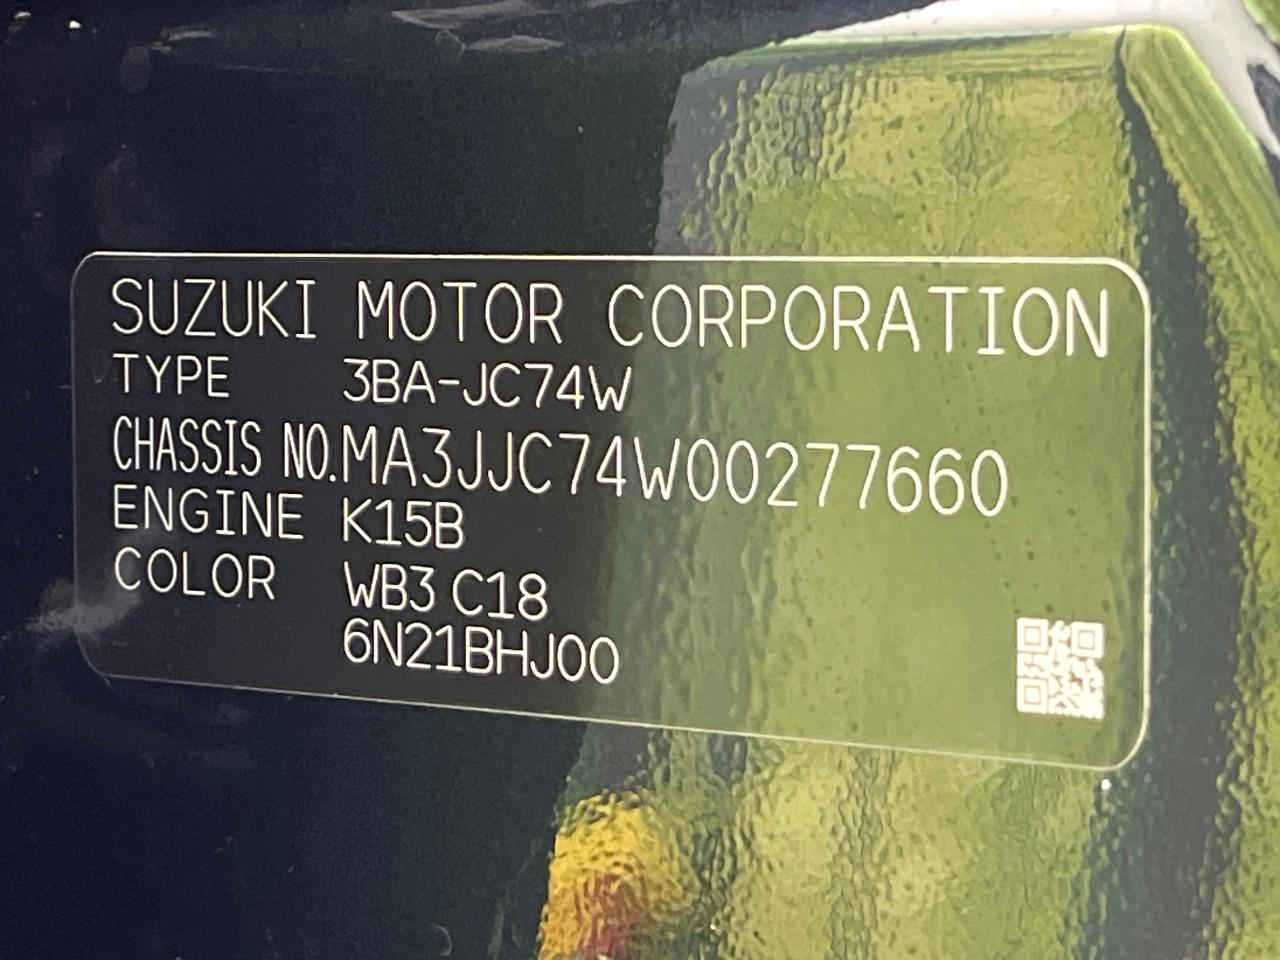 SUZUKI MOTOR CORPORATION
TYPE 3BA-JC74W
CHASSIS NO.MA3JJC74W00277660
ENGINE K15B
COLOR WB3 C18
6N21BHJ00